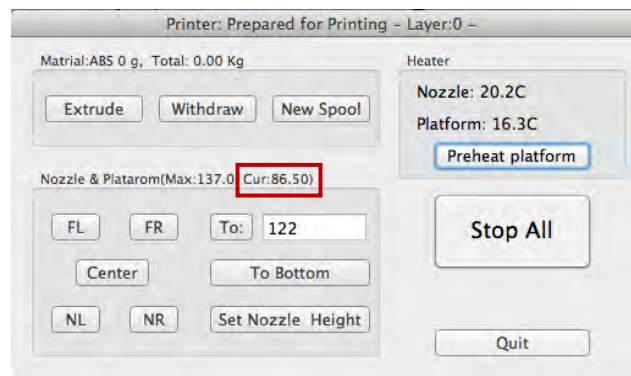 Printer: Prepared for Printing – Layer:0 –
Matrial:ABS 0 g, Total: 0.00 Kg
Extrude
Withdraw
New Spool
Heater
Nozzle: 20.2C
Platform: 16.3C
Preheat platform
Nozzle & Platarom(Max:137.0 Cur:86.50)
FL
FR
To:
122
Center
To Bottom
NL
NR
Set Nozzle Height
Stop All
Quit